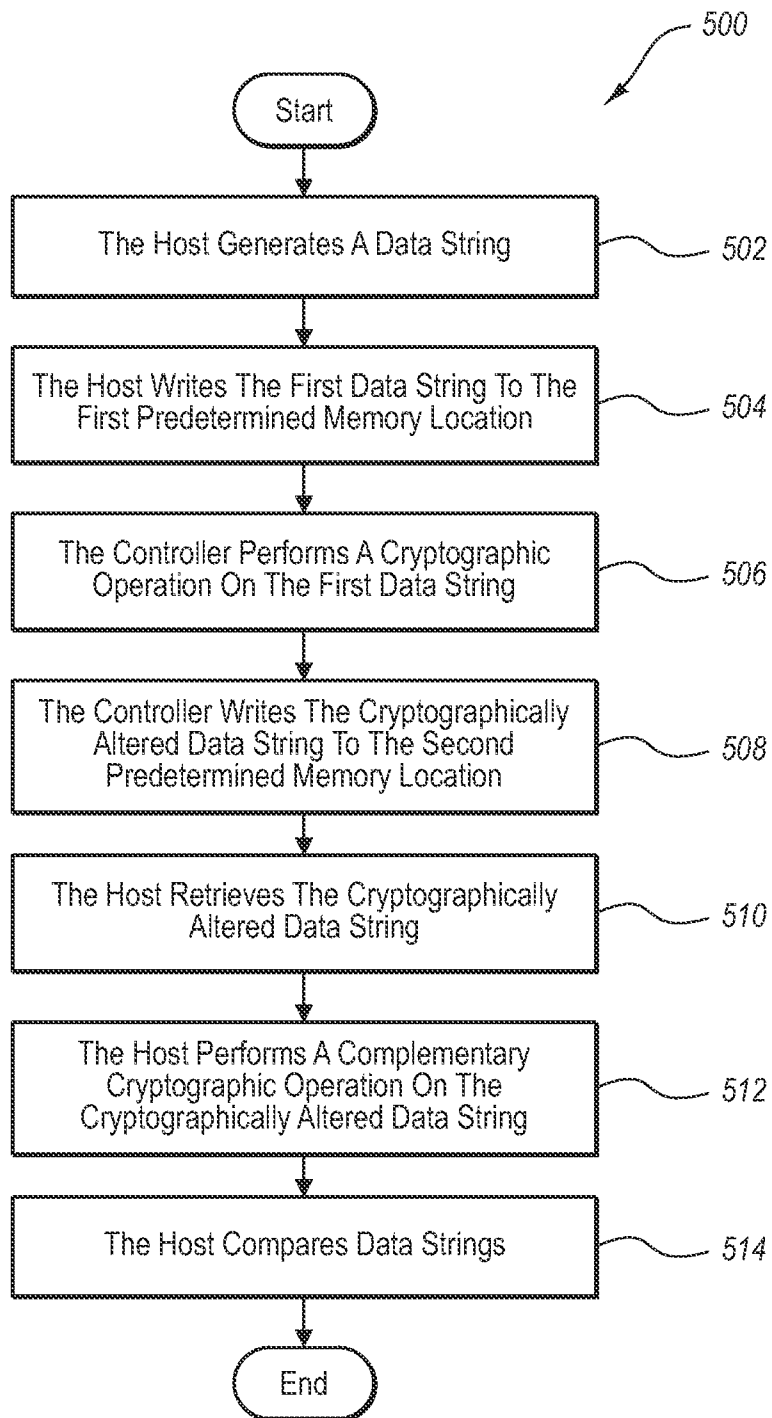 500
Start
The Host Generates A Data String
502
The Host Writes The First Data String To The
First Predetermined Memory Location
504
The Controller Performs A Cryptographic
Operation On The First Data String
506
The Controller Writes The Cryptographically
Altered Data String To The Second
Predetermined Memory Location
508
The Host Retrieves The Cryptographically
Altered Data String
510
The Host Performs A Complementary
Cryptographic Operation On The
Cryptographically Altered Data String
512
The Host Compares Data Strings
514
End